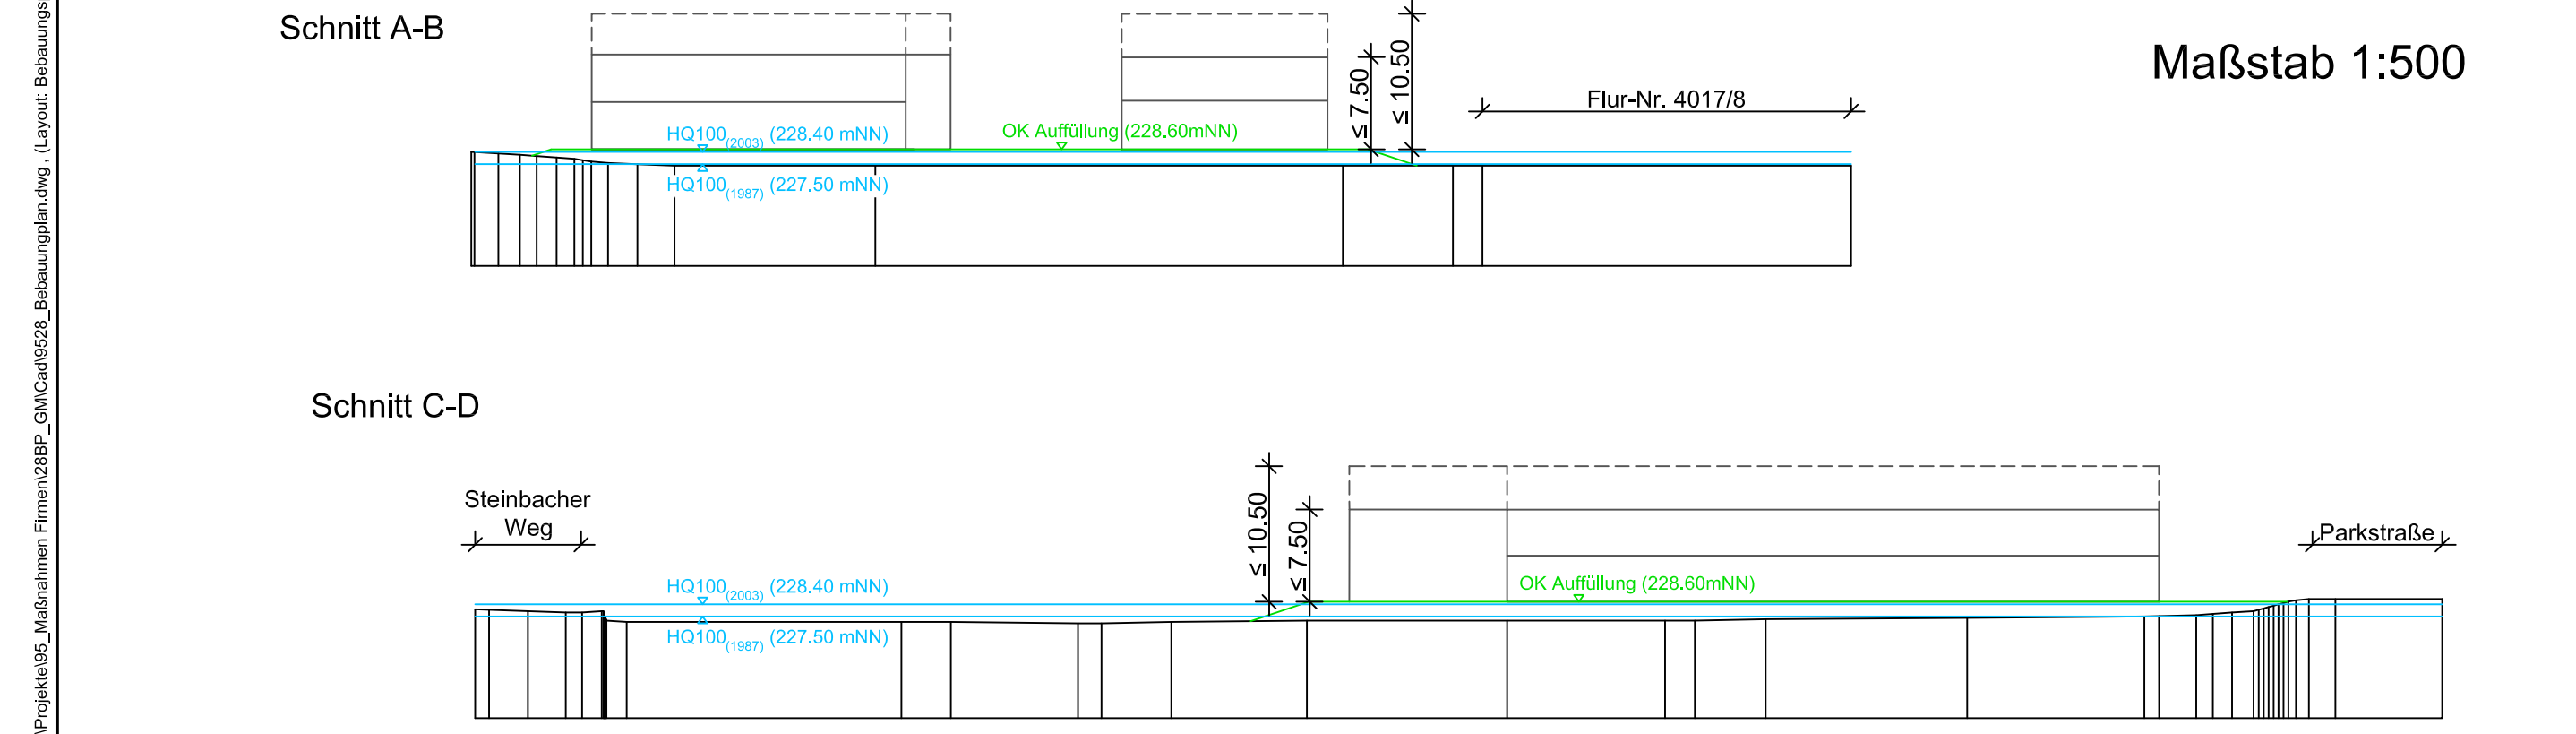 \Projekte\95_Maßnahmen Firmen\28BP_GM\Cad\9528_Bebauungplan.dwg , (Layout: Bebauungs
Schnitt A-B
Maßstab 1:500
≤ 7.50
≤ 10.50
Flur-Nr. 4017/8
HQ100(2003) (228.40 mNN)
OK Auffüllung (228.60mNN)
HQ100(1987) (227.50 mNN)
Schnitt C-D
Steinbacher
Weg
≤ 10.50
≤ 7.50
Parkstraße
HQ100(2003) (228.40 mNN)
OK Auffüllung (228.60mNN)
HQ100(1987) (227.50 mNN)